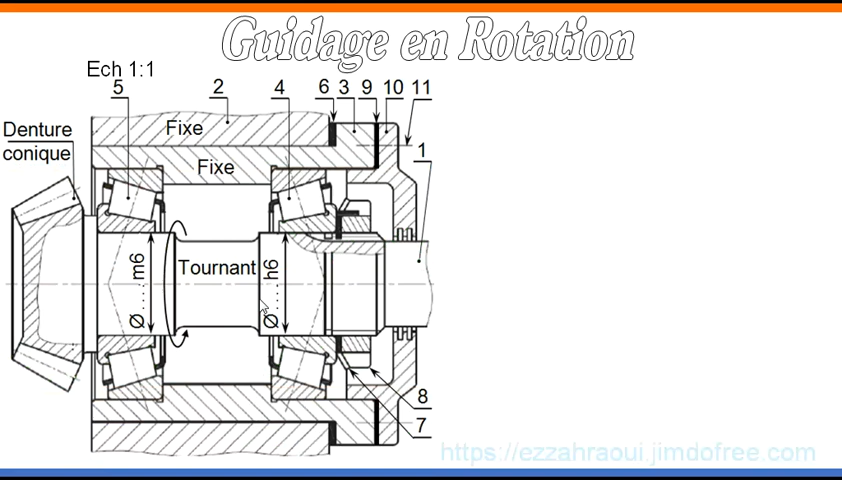 Guidage en Rotation
Ech 1:1
5
2
4
6
3
9
10
11
Denture
conique
Fixe
Fixe
1
Tournant
Ø....m6
Ø....h6
8
7
https://ezzahraoui.jimdofree.com